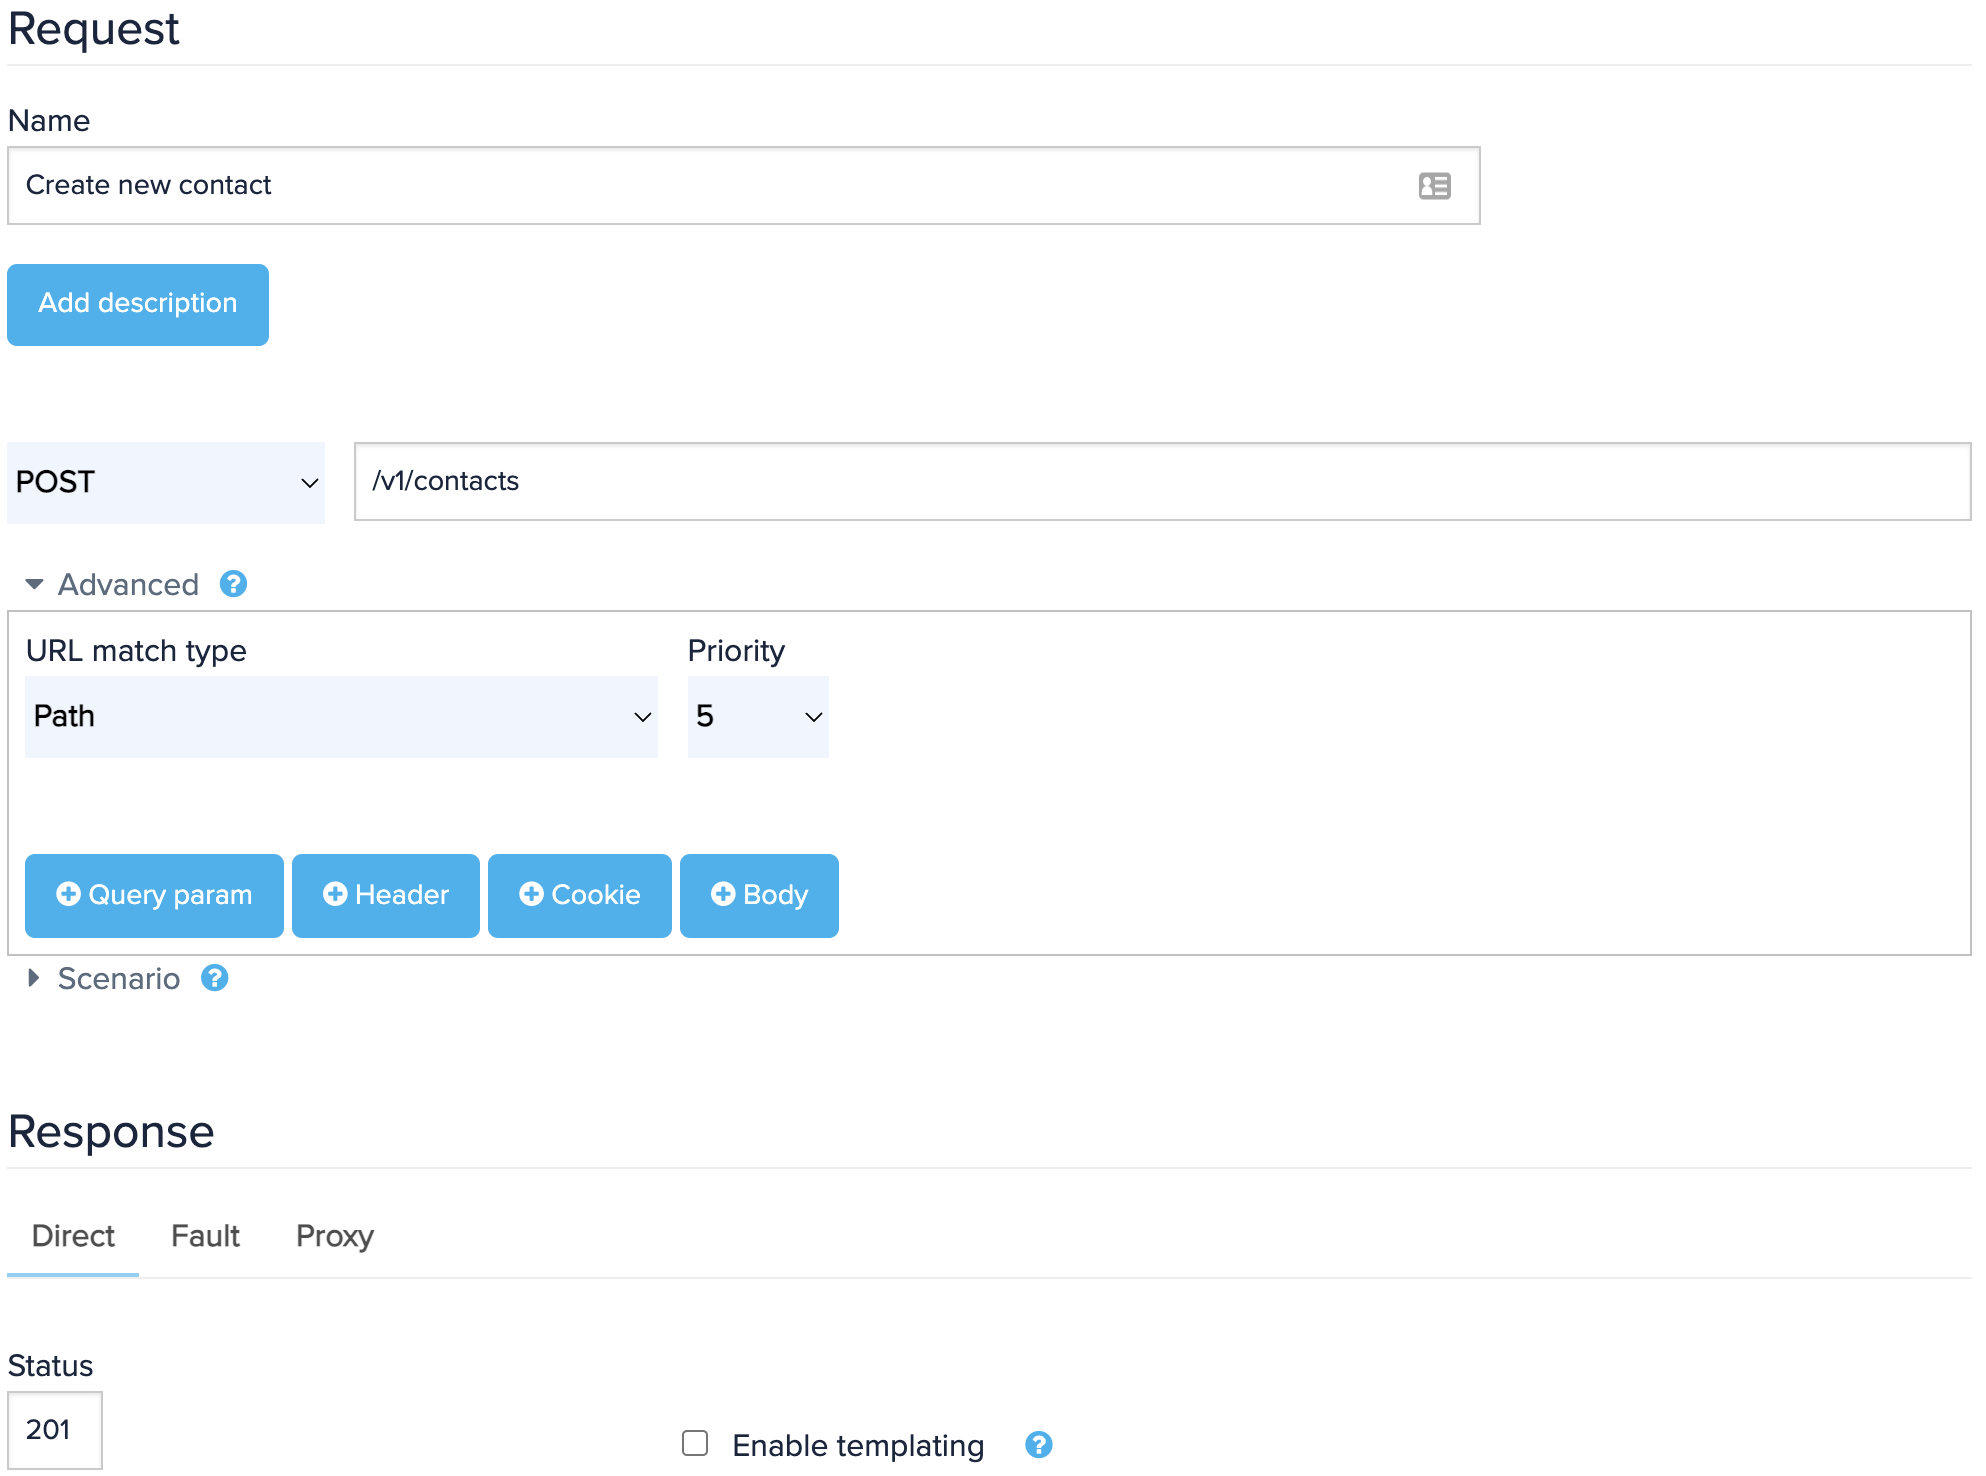 Request
Name
Create new contact
Add description
POST
/v1/contacts
Advanced ?
URL match type Priority
Path 5
Query param Header Cookie Body
Scenario ?
Response
Direct Fault Proxy
Status
201
Enable templating ?